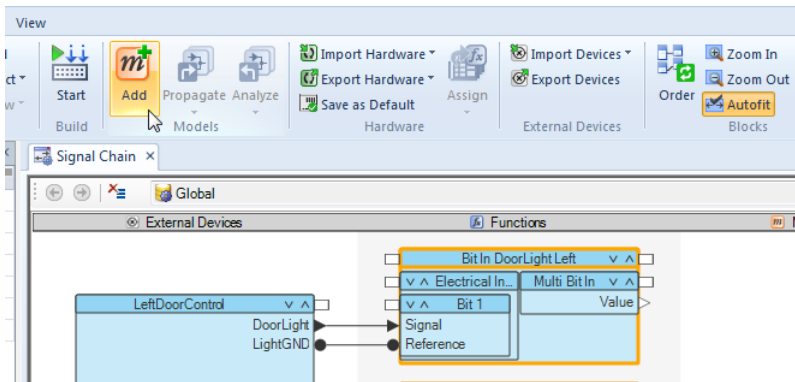 View
Import Hardware
Import Devices
Zoom In
ct
Export Hardware
Export Devices
Zoom Out
Start
Add
Propagate
Analyze
Save as Default
Assign
Order
Autofit
Build
Models
Hardware
External Devices
Blocks
Signal Chain ×
Global
External Devices
Functions
Bit In DoorLight Left
Electrical In...
Multi Bit In
LeftDoorControl
Bit 1
Value
DoorLight
Signal
LightGND
Reference